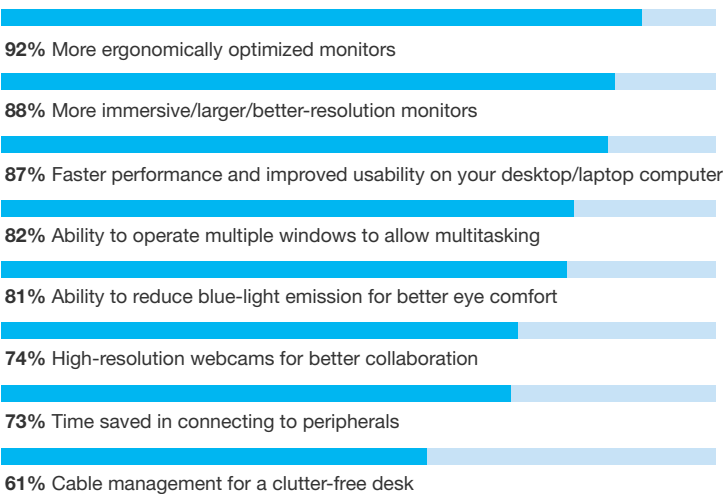 92% More ergonomically optimized monitors
88% More immersive/larger/better-resolution monitors
87% Faster performance and improved usability on your desktop/laptop computer
82% Ability to operate multiple windows to allow multitasking
81% Ability to reduce blue-light emission for better eye comfort
74% High-resolution webcams for better collaboration
73% Time saved in connecting to peripherals
61% Cable management for a clutter-free desk